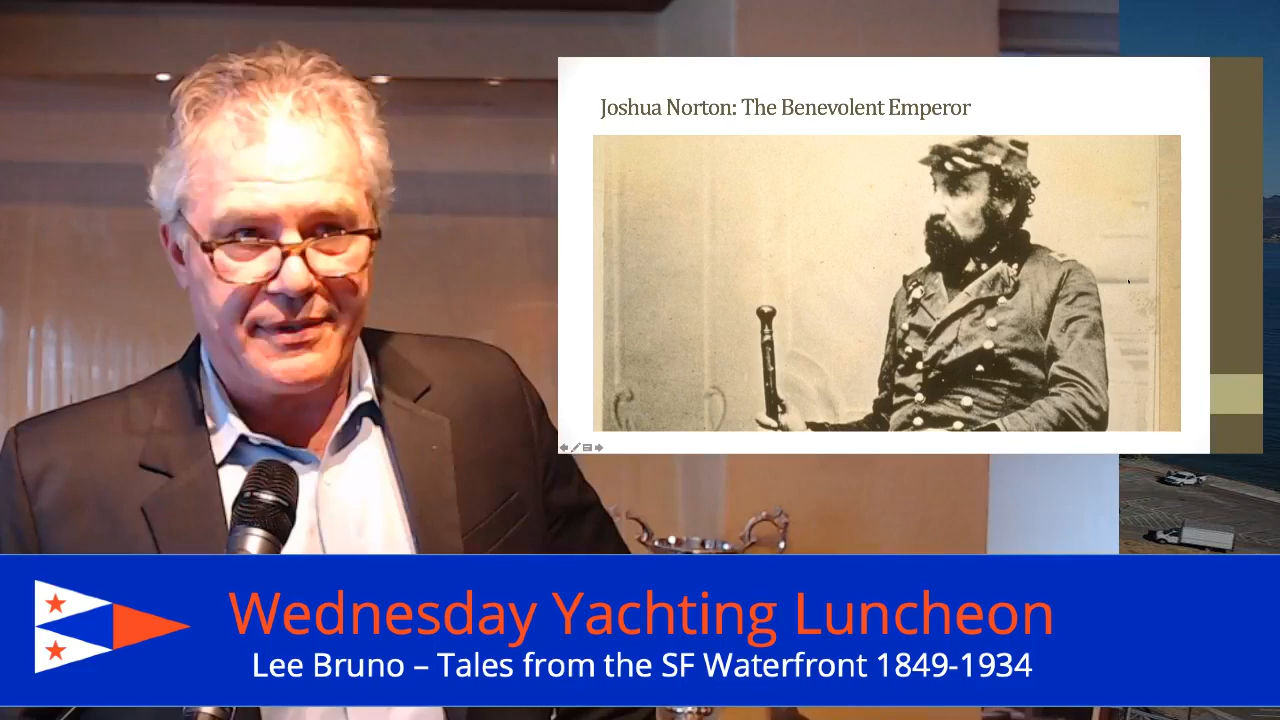 Joshua Norton: The Benevolent Emperor
Wednesday Yachting Luncheon
Lee Bruno – Tales from the SF Waterfront 1849-1934